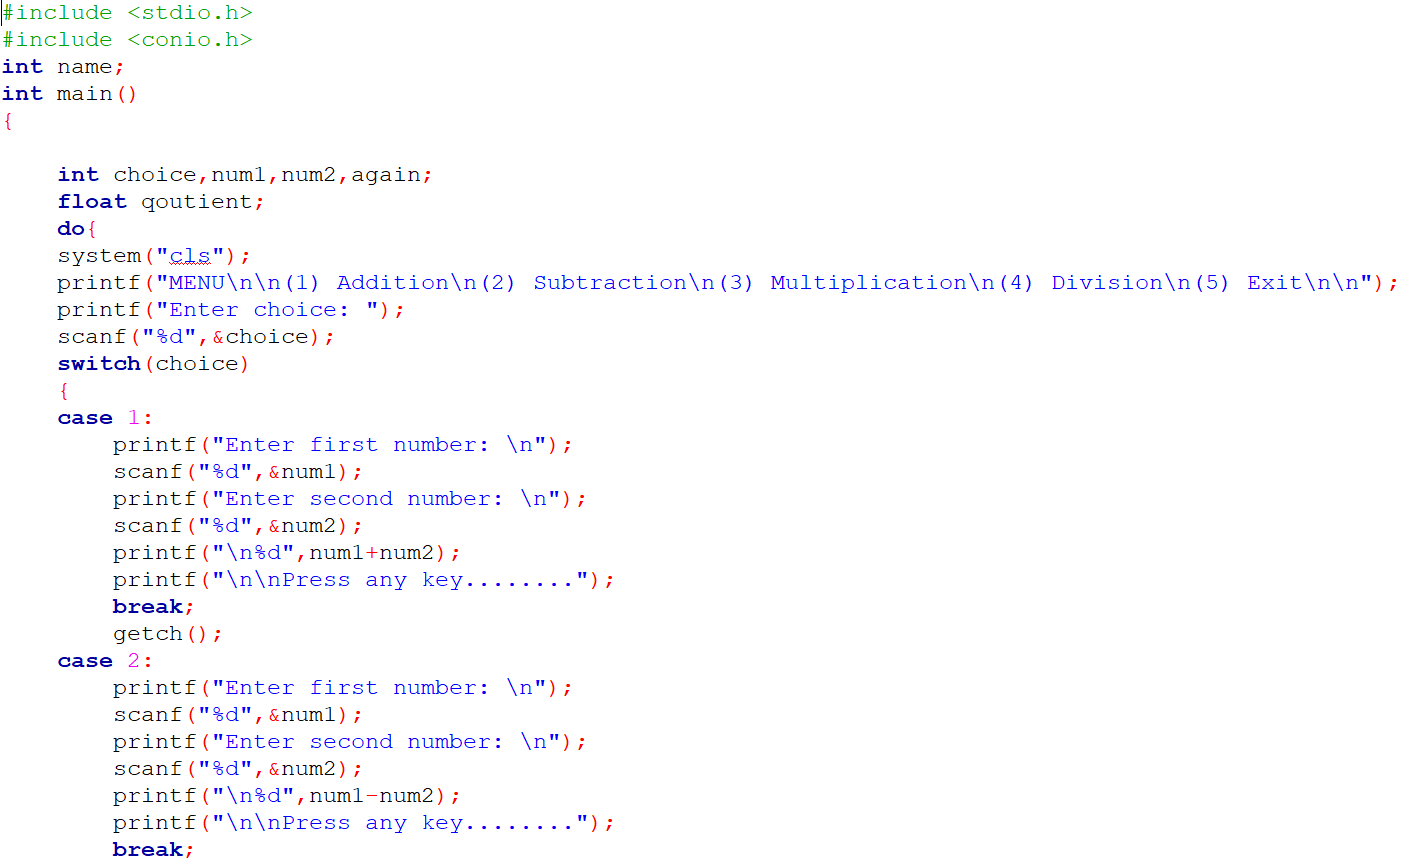 #include <stdio.h>
#include <conio.h>
int name;
int main()
{
int choice,num1,num2,again;
float qoutient;
do{
system("cls");
printf("MENU\n\n(1) Addition\n(2) Subtraction\n(3) Multiplication\n(4) Division\n(5) Exit\n\n");
printf("Enter choice: ");
scanf("%d",&choice);
switch(choice)
{
case 1:
printf("Enter first number: \n");
scanf("%d",&num1);
printf("Enter second number: \n");
scanf("%d",&num2);
printf("\n%d",num1+num2);
printf("\n\nPress any key........");
break;
getch();
case 2:
printf("Enter first number: \n");
scanf("%d",&num1);
printf("Enter second number: \n");
scanf("%d",&num2);
printf("\n%d",num1-num2);
printf("\n\nPress any key........");
break;